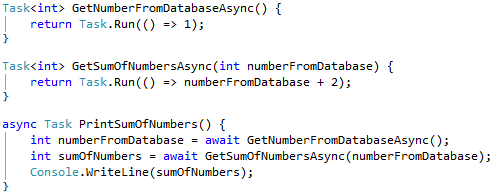 Task<int> GetNumberFromDatabaseAsync() {
    return Task.Run(() => 1);
}

Task<int> GetSumOfNumbersAsync(int numberFromDatabase) {
    return Task.Run(() => numberFromDatabase + 2);
}

async Task PrintSumOfNumbers() {
    int numberFromDatabase = await GetNumberFromDatabaseAsync();
    int sumOfNumbers = await GetSumOfNumbersAsync(numberFromDatabase);
    Console.WriteLine(sumOfNumbers);
}